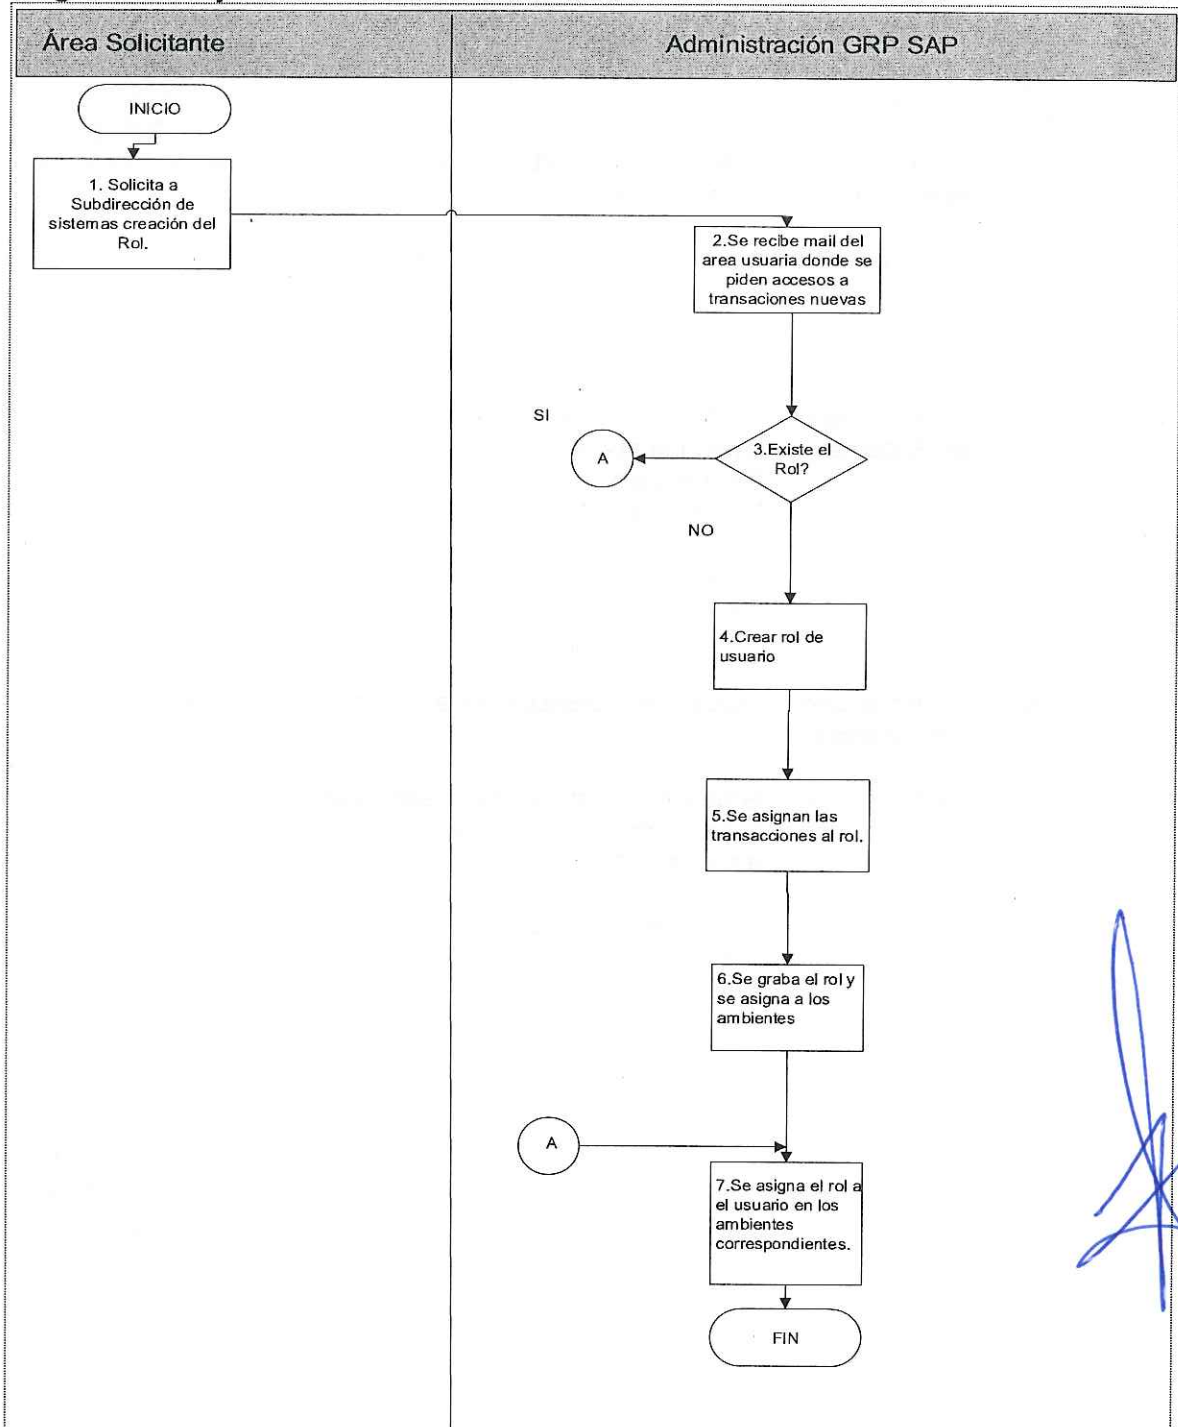 Área Solicitante
Administración GRP SAP
INICIO
1. Solicita a
Subdirección de
sistemas creación del
Rol.
2.Se recibe mail del
area usuaria donde se
piden accesos a
transaciones nuevas
SI
A
3.Existe el
Rol?
NO
4.Crear rol de
usuario
5.Se asignan las
transacciones al rol.
6.Se graba el rol y
se asigna a los
ambientes
A
7.Se asigna el rol a
el usuario en los
ambientes
correspondientes.
FIN